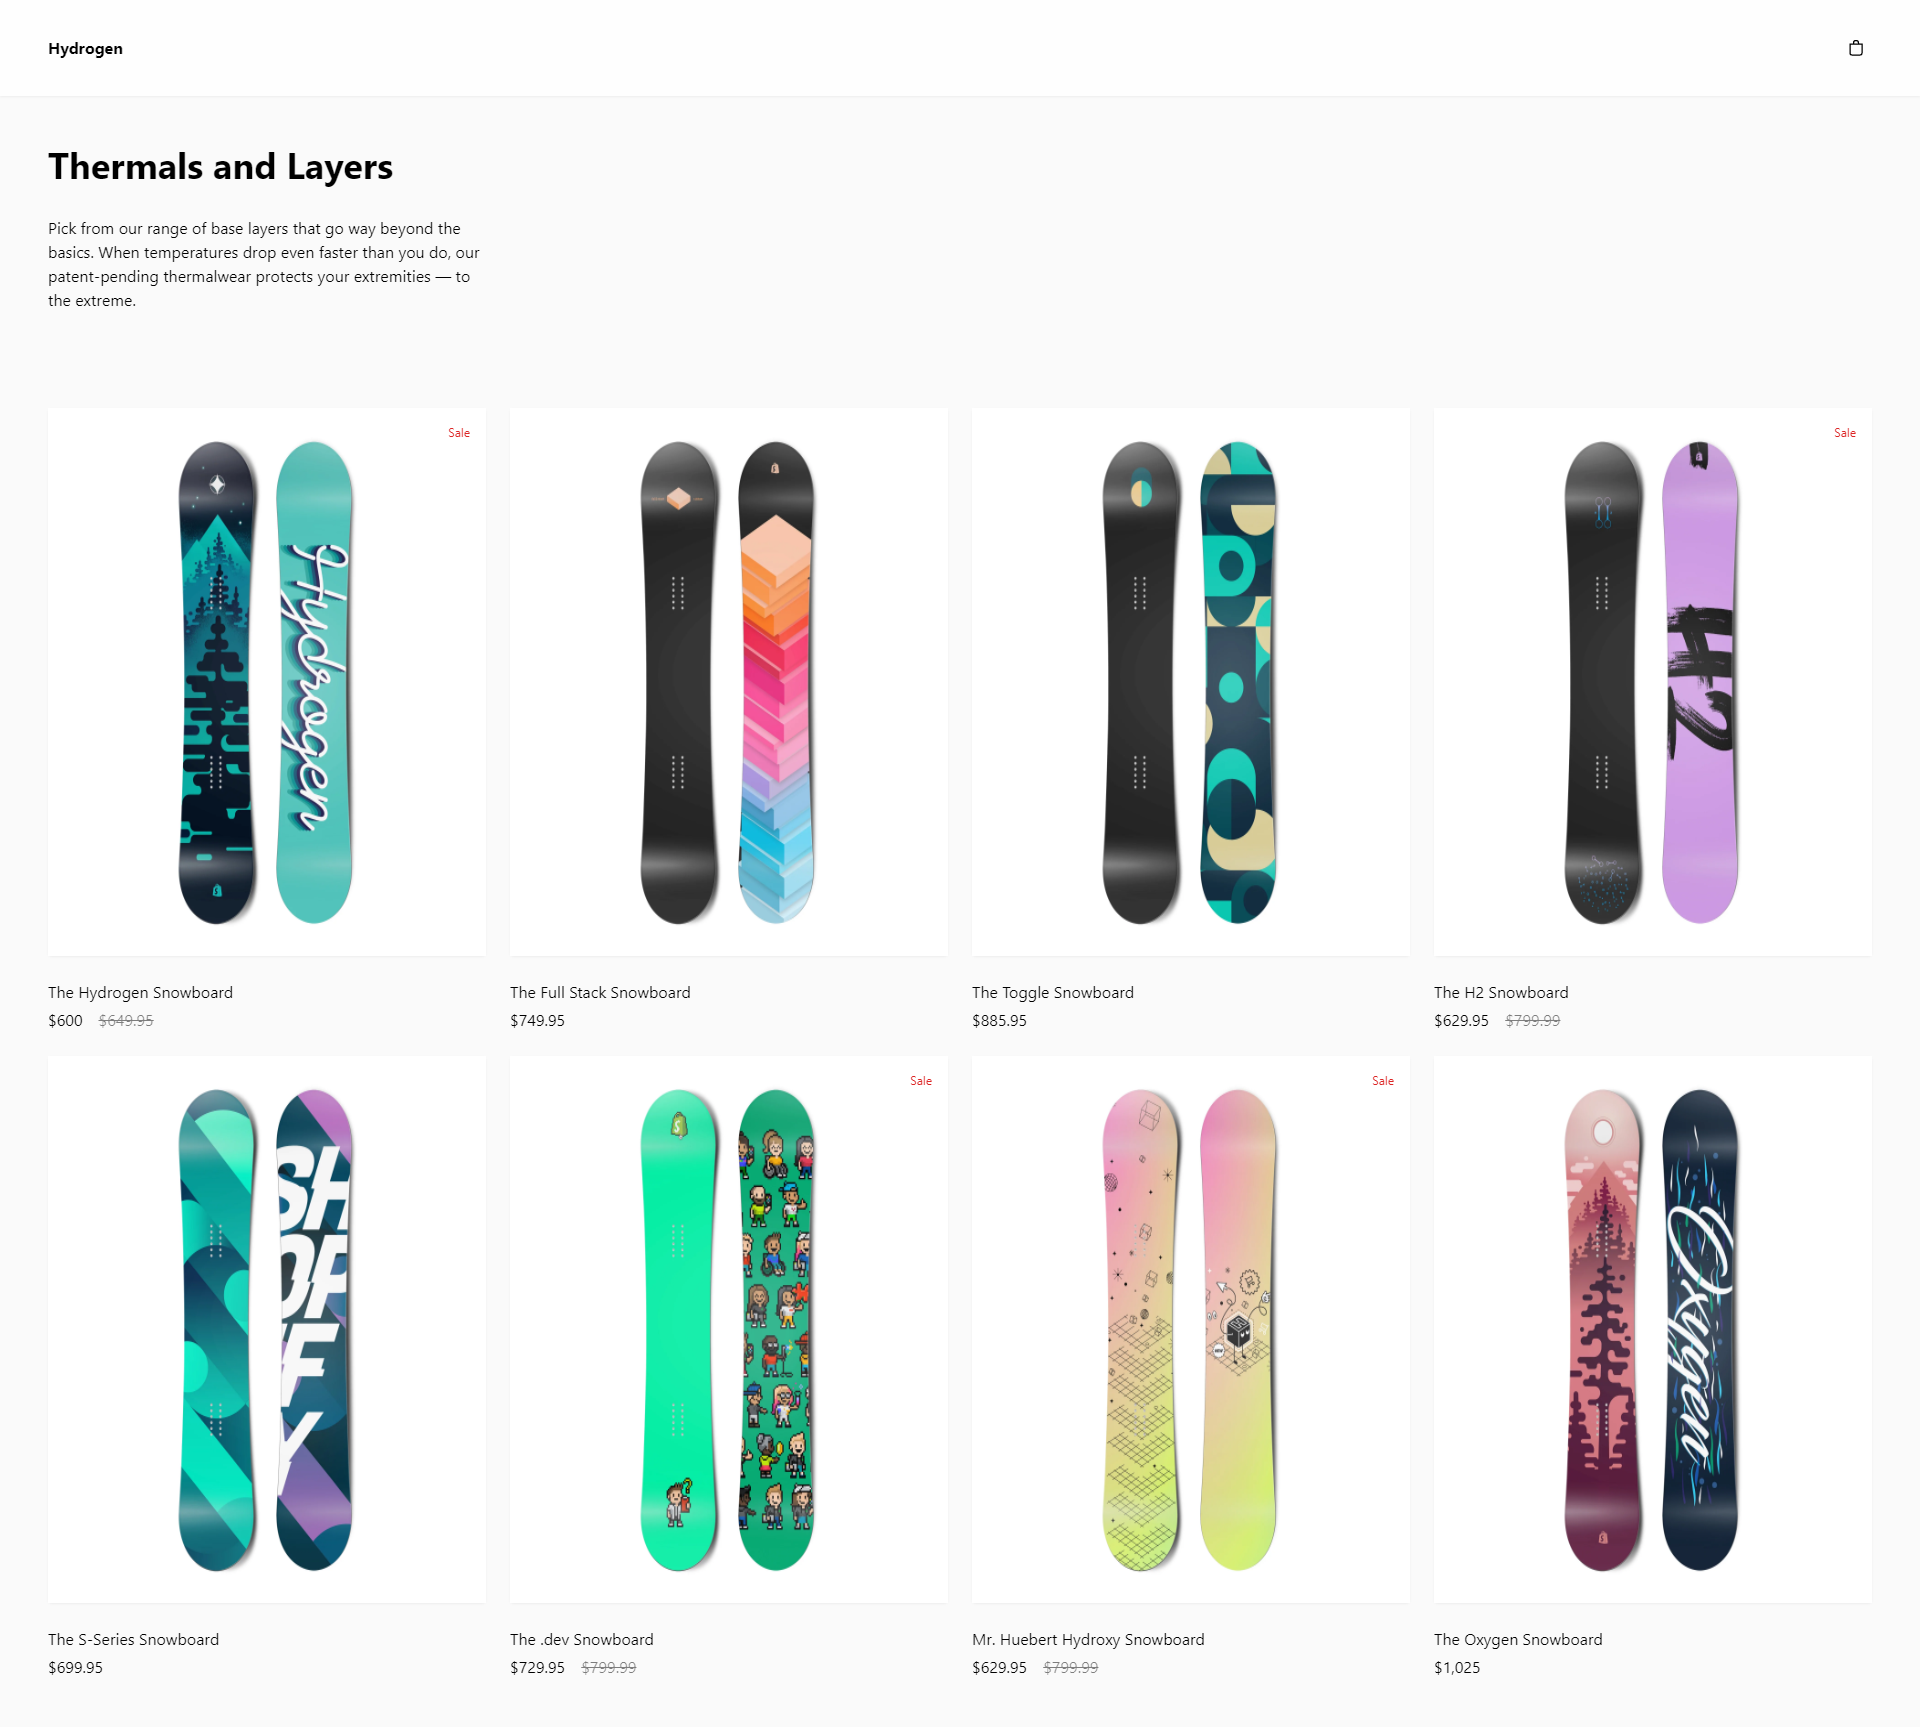 Hydrogen
Thermals and Layers
Pick from our range of base layers that go way beyond the
basics. When temperatures drop even faster than you do, our
patent-pending thermalwear protects your extremities — to
the extreme.
Sale
Hydrogen
Sale
H2
The Hydrogen Snowboard
$600 $649.95
The Full Stack Snowboard
$749.95
The Toggle Snowboard
$885.95
The H2 Snowboard
$629.95 $799.99
SH
OP
IF
Y
Sale
Sale
Oxygen
The S-Series Snowboard
$699.95
The .dev Snowboard
$729.95 $799.99
Mr. Huebert Hydroxy Snowboard
$629.95 $799.99
The Oxygen Snowboard
$1,025